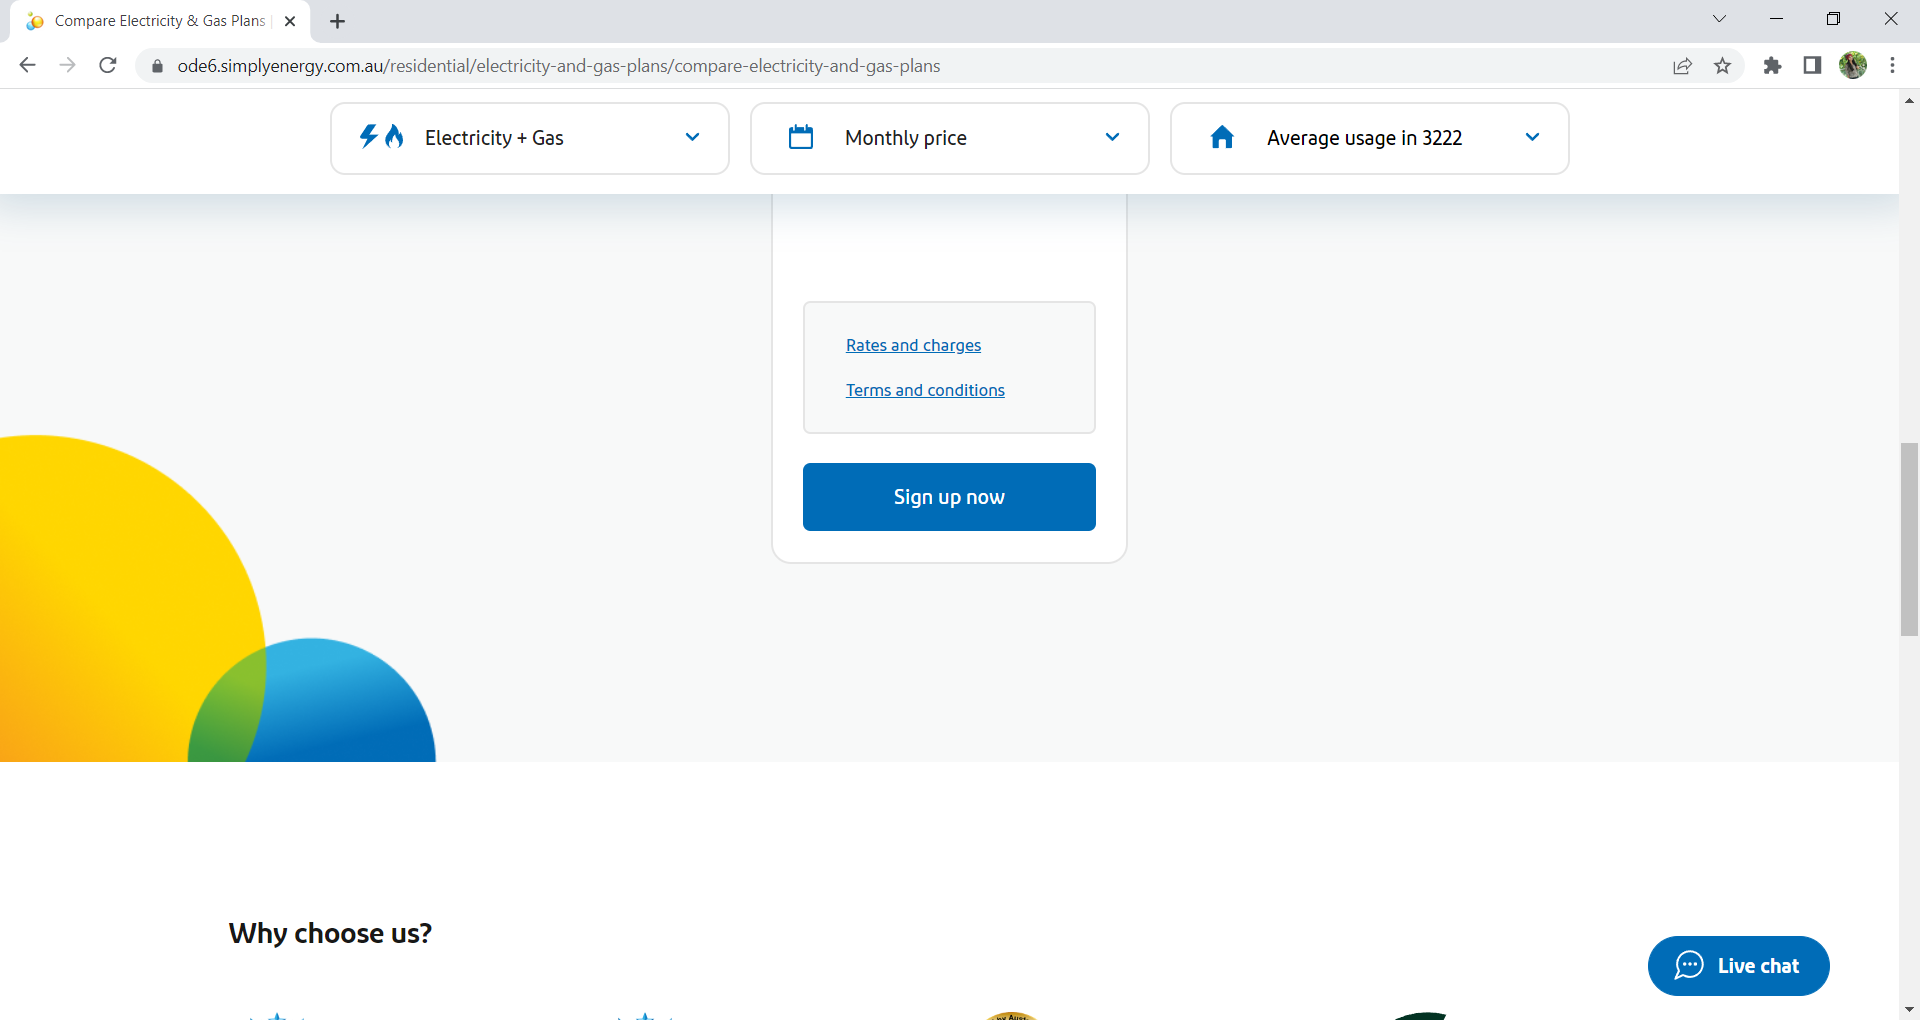 Compare Electricity & Gas Plans |
ode6.simplyenergy.com.au/residential/electricity-and-gas-plans/compare-electricity-and-gas-plans
Electricity + Gas
Monthly price
Average usage in 3222
Rates and charges
Terms and conditions
Sign up now
Why choose us?
Live chat